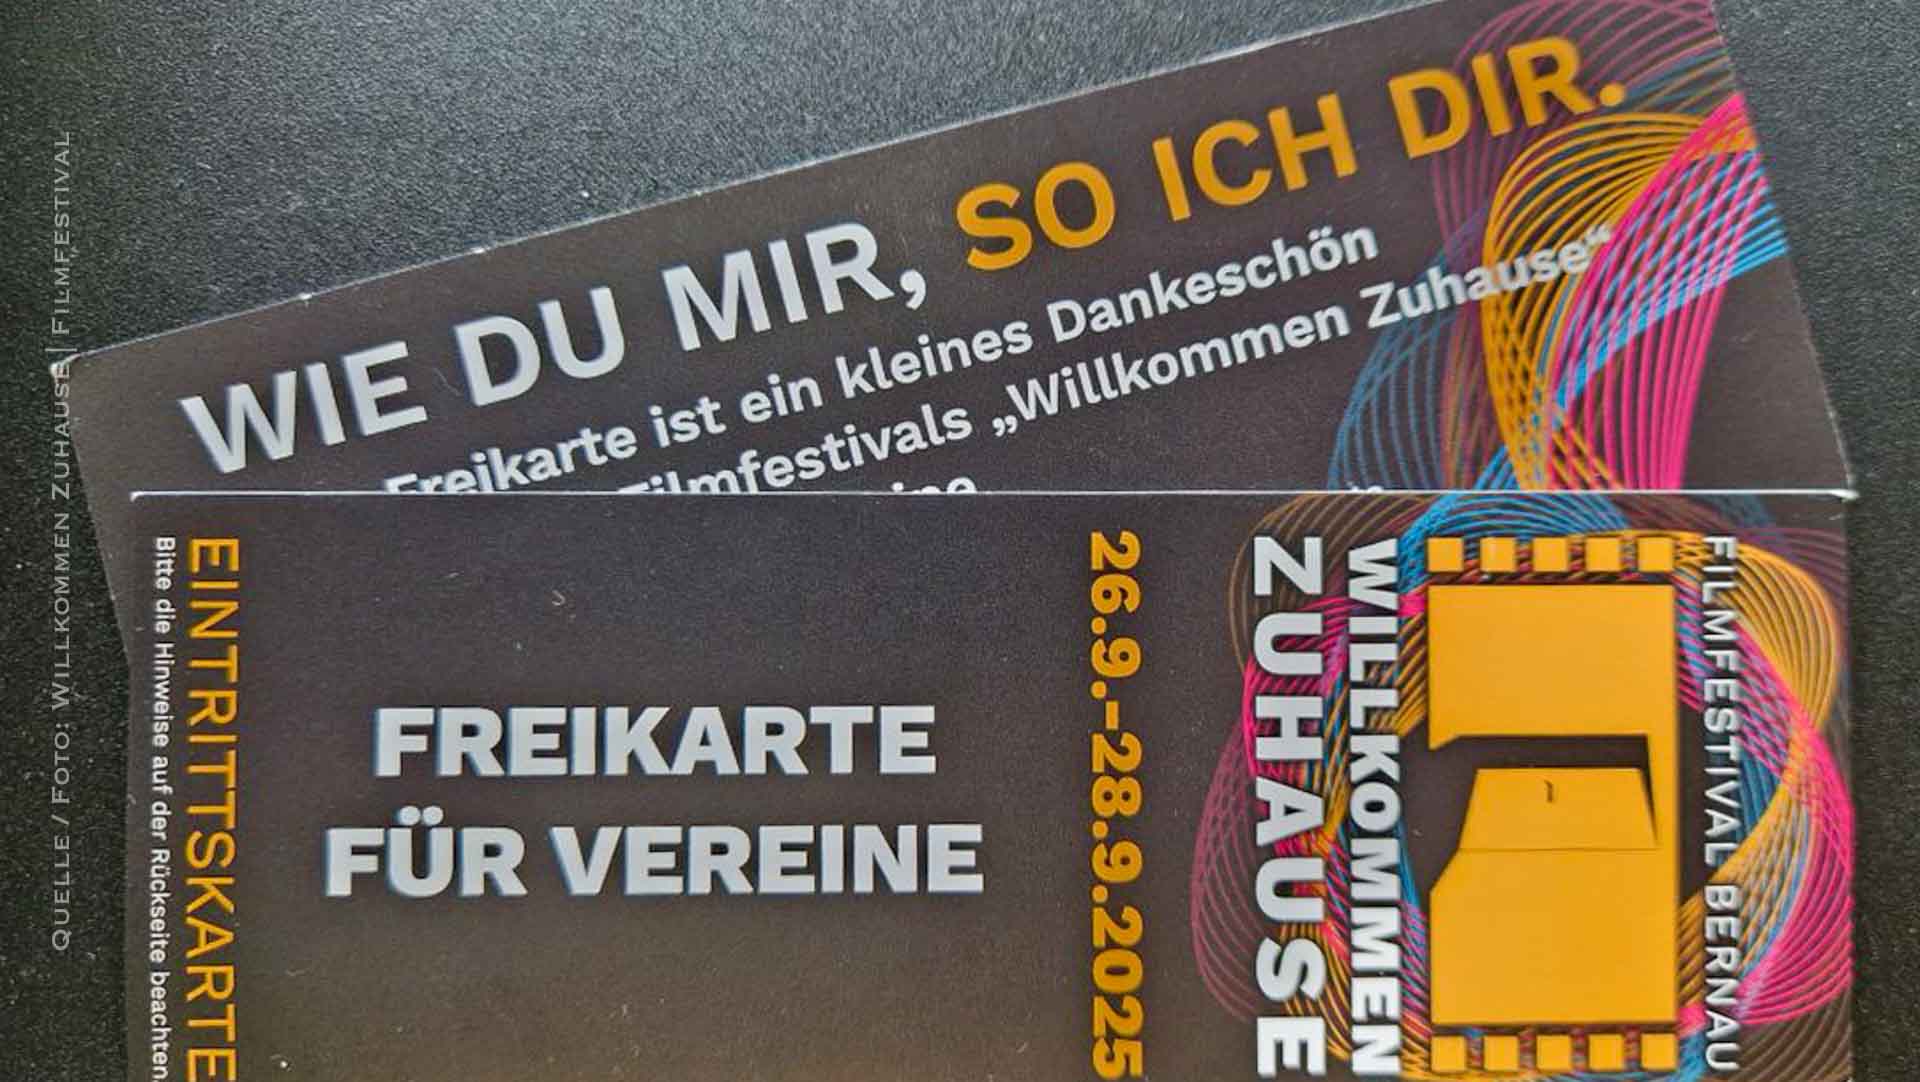 WIE DU MIR, SO ICH DIR.
Freikarte ist ein kleines Dankeschön
Filmfestivals „Willkommen Zuhause“
EINTRITTSKARTE
Bitte die Hinweise auf der Rückseite beachten.
FREIKARTE
FÜR VEREINE
26.9.-28.9.2025
WILLKOMMEN
ZUHAUSE
FILMFESTIVAL BERNAU
QUELLE / FOTO: WILLKOMMEN ZUHAUSE | FILMFESTIVAL